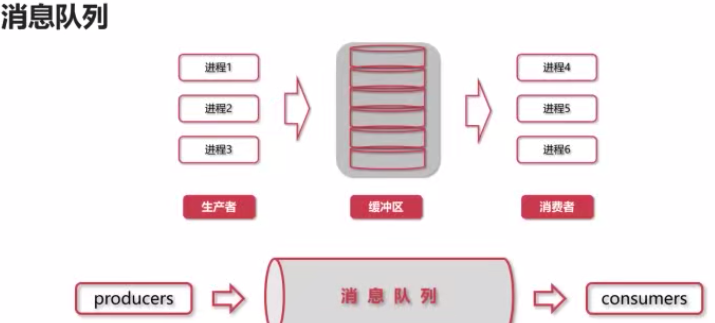 消息队列
进程1
进程4
进程2
进程5
进程3
进程6
生产者
缓冲区
消费者
producers
消息队列
consumers